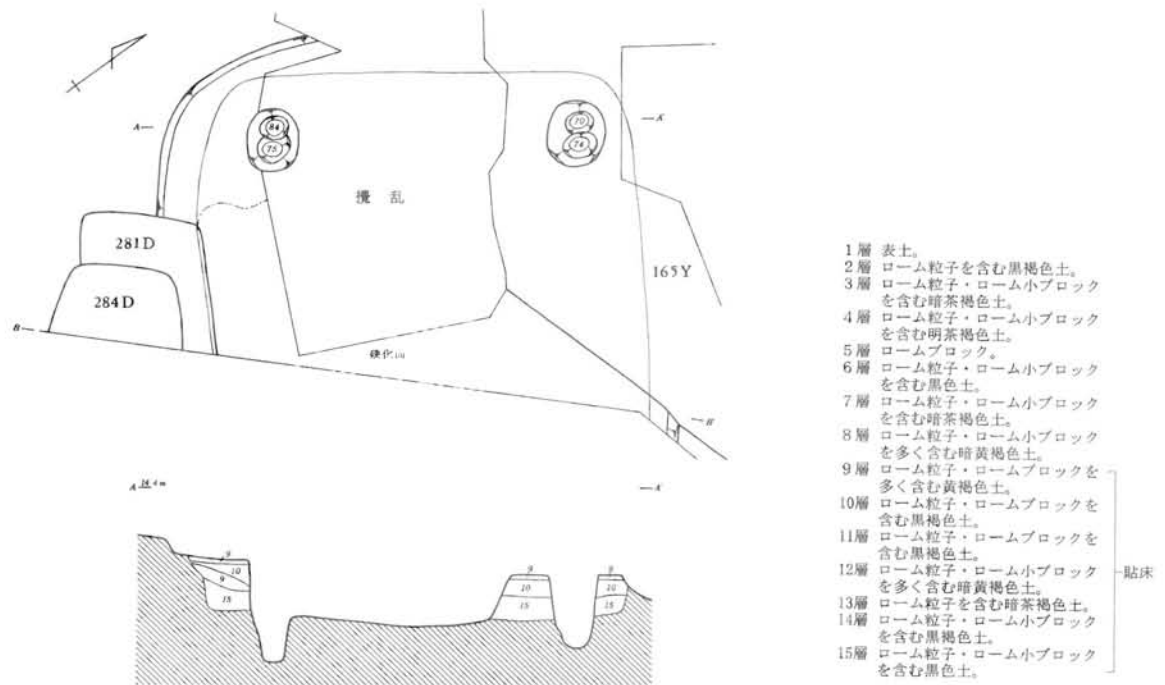 A
A'
84
75
70
74
攪乱
281D
165Y
284D
B
硬化面
B'
A 14.4m
A'
9
10
9
15
9
10
15
9
10
15
1層 表土。
2層 ローム粒子を含む黒褐色土。
3層 ローム粒子・ローム小ブロック
を含む暗茶褐色土。
4層 ローム粒子・ローム小ブロック
を含む明茶褐色土。
5層 ロームブロック。
6層 ローム粒子・ローム小ブロック
を含む黒色土。
7層 ローム粒子・ローム小ブロック
を含む暗茶褐色土。
8層 ローム粒子・ローム小ブロック
を多く含む暗黄褐色土。
9層 ローム粒子・ロームブロックを
多く含む黄褐色土。
10層 ローム粒子・ロームブロックを
含む黒褐色土。
11層 ローム粒子・ロームブロックを
含む黒褐色土。
12層 ローム粒子・ローム小ブロック
を多く含む暗黄褐色土。
13層 ローム粒子を含む暗茶褐色土。
14層 ローム粒子・ローム小ブロック
を含む黒褐色土。
15層 ローム粒子・ローム小ブロック
を含む黒色土。
貼床